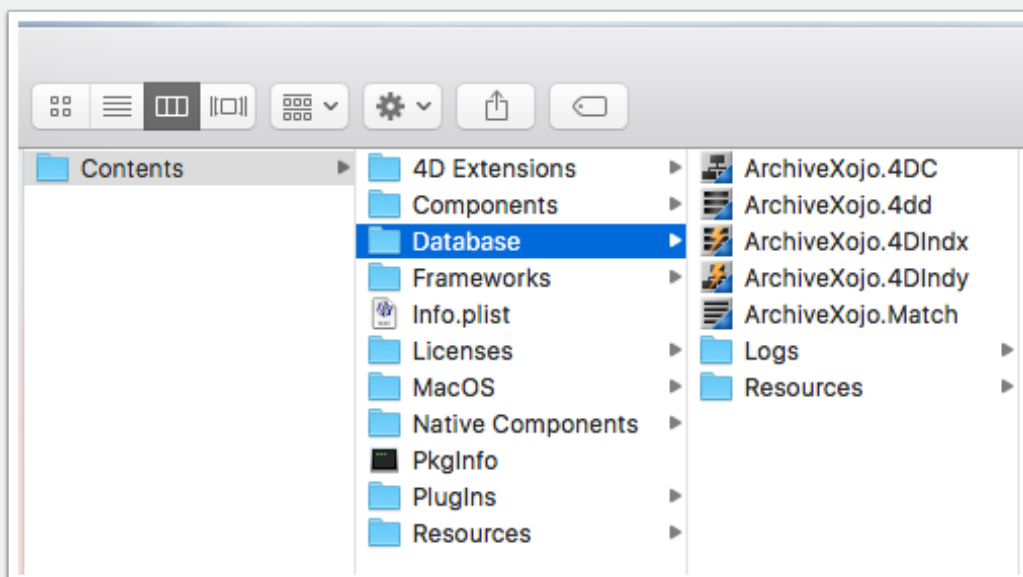 Contents
4D Extensions
Components
Database
Frameworks
Info.plist
Licenses
MacOS
Native Components
PkgInfo
PlugIns
Resources
ArchiveXojo.4DC
ArchiveXojo.4dd
ArchiveXojo.4DIndx
ArchiveXojo.4DIndy
ArchiveXojo.Match
Logs
Resources